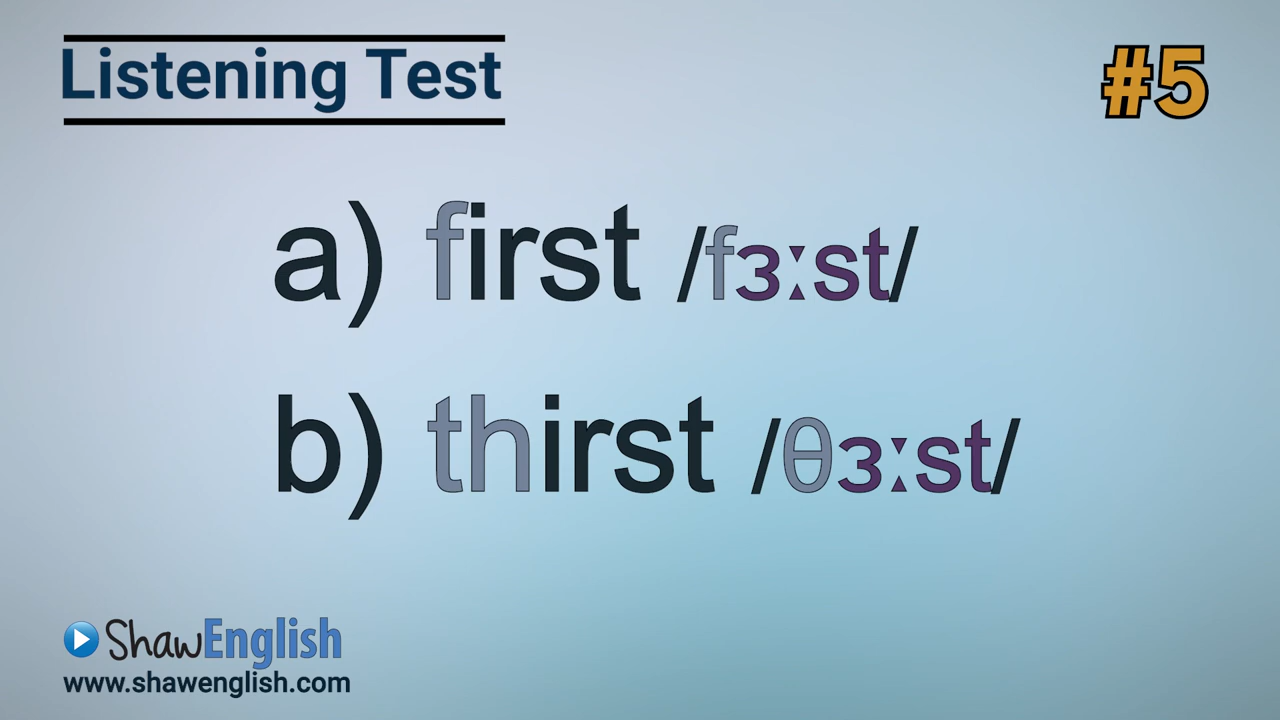 Listening Test
#5
a) first /fɜːst/
b) thirst /θɜːst/
ShawEnglish
www.shawenglish.com